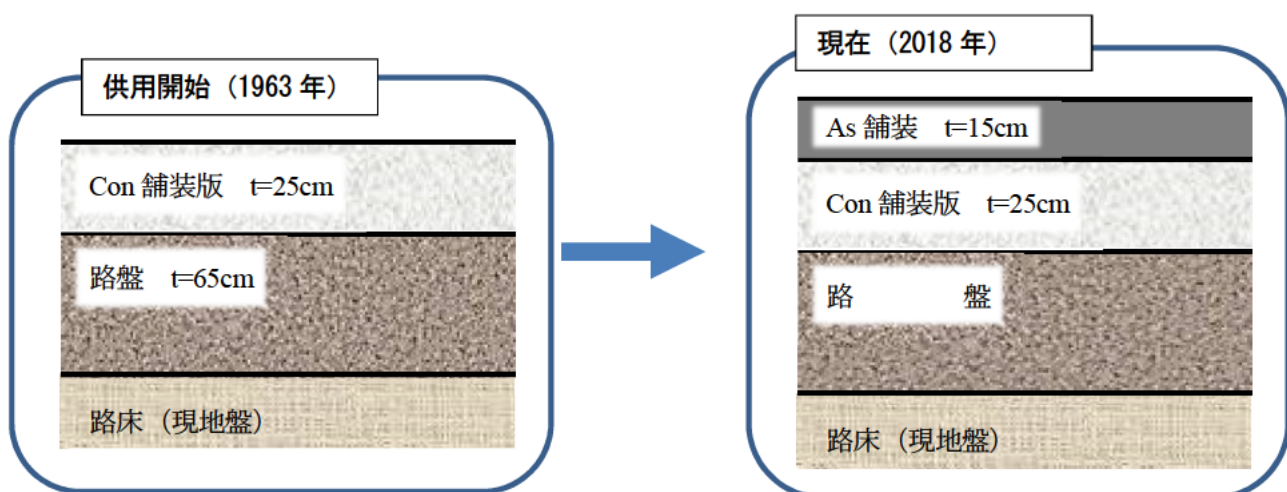 供用開始（1963 年）
Con 舗装版　t=25cm
路盤　t=65cm
路床（現地盤）
現在（2018 年）
As 舗装　t=15cm
Con 舗装版　t=25cm
路　　　　盤
路床（現地盤）